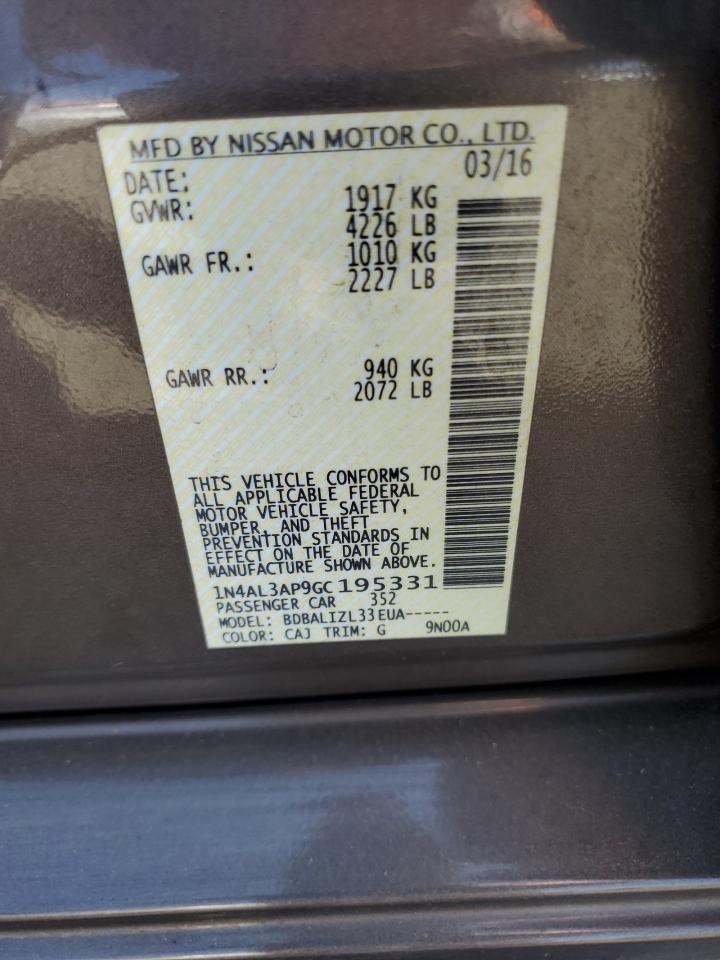 MFD BY NISSAN MOTOR CO., LTD.
DATE: 03/16
GVWR: 1917 KG
4226 LB
GAWR FR.: 1010 KG
2227 LB
GAWR RR.: 940 KG
2072 LB
THIS VEHICLE CONFORMS TO
ALL APPLICABLE FEDERAL
MOTOR VEHICLE SAFETY,
BUMPER, AND THEFT
PREVENTION STANDARDS IN
EFFECT ON THE DATE OF
MANUFACTURE SHOWN ABOVE.
1N4AL3AP9GC195331
PASSENGER CAR 352
MODEL: BDBALIZL33EUA-----
COLOR: CAJ TRIM: G 9N00A